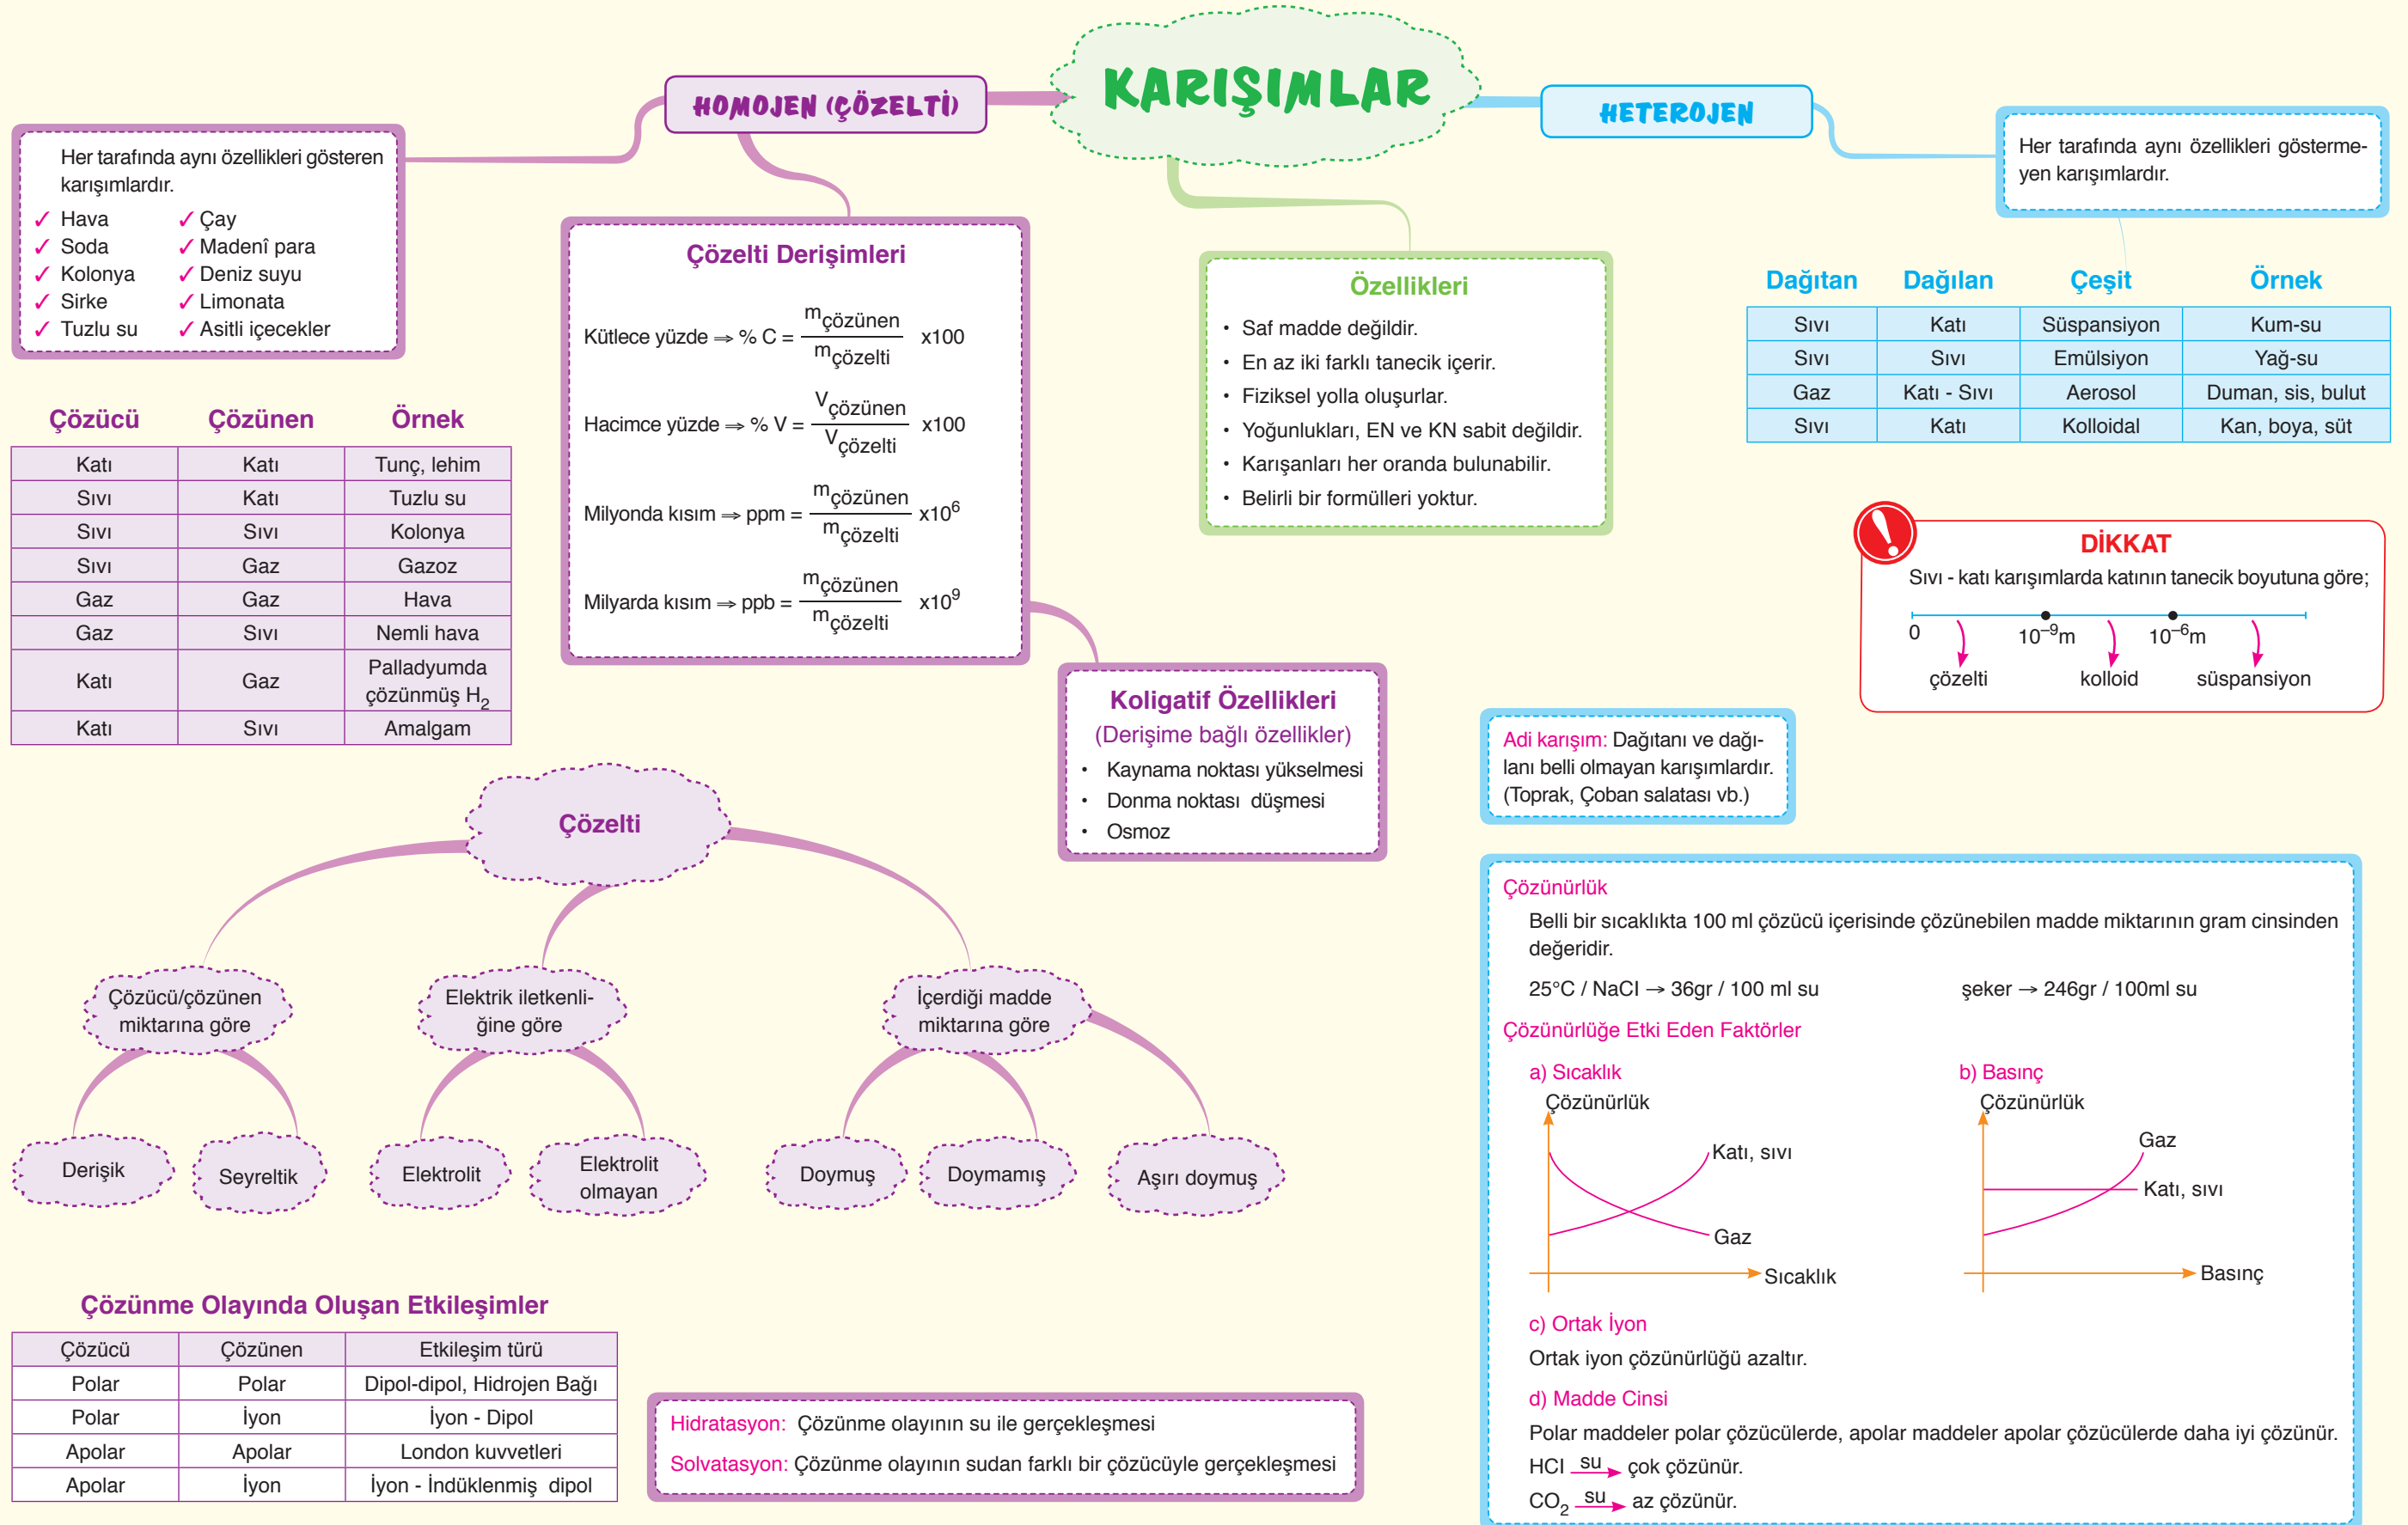 KARIŞIMLAR
HOMOJEN (ÇÖZELTİ)
HETEROJEN
Her tarafında aynı özellikleri gösteren
karışımlardır.
✓ Hava ✓ Çay
✓ Soda ✓ Madenî para
✓ Kolonya ✓ Deniz suyu
✓ Sirke ✓ Limonata
✓ Tuzlu su ✓ Asitli içecekler
Çözücü Çözünen Örnek
Katı Katı Tunç, lehim
Sıvı Katı Tuzlu su
Sıvı Sıvı Kolonya
Sıvı Gaz Gazoz
Gaz Gaz Hava
Gaz Sıvı Nemli hava
Katı Gaz Palladyumda
çözünmüş H₂
Katı Sıvı Amalgam
Çözelti Derişimleri
Kütlece yüzde ⇒ % C = mçözünen / mçözelti x100
Hacimce yüzde ⇒ % V = Vçözünen / Vçözelti x100
Milyonda kısım ⇒ ppm = mçözünen / mçözelti x10⁶
Milyarda kısım ⇒ ppb = mçözünen / mçözelti x10⁹
Özellikleri
• Saf madde değildir.
• En az iki farklı tanecik içerir.
• Fiziksel yolla oluşurlar.
• Yoğunlukları, EN ve KN sabit değildir.
• Karışanları her oranda bulunabilir.
• Belirli bir formülleri yoktur.
Her tarafında aynı özellikleri gösterme-
yen karışımlardır.
Dağıtan Dağılan Çeşit Örnek
Sıvı Katı Süspansiyon Kum-su
Sıvı Sıvı Emülsiyon Yağ-su
Gaz Katı - Sıvı Aerosol Duman, sis, bulut
Sıvı Katı Kolloidal Kan, boya, süt
DİKKAT
Sıvı - katı karışımlarda katının tanecik boyutuna göre;
0 10⁻⁹m 10⁻⁶m
çözelti kolloid süspansiyon
Koligatif Özellikleri
(Derişime bağlı özellikler)
• Kaynama noktası yükselmesi
• Donma noktası düşmesi
• Osmoz
Adi karışım: Dağıtanı ve dağı-
lanı belli olmayan karışımlardır.
(Toprak, Çoban salatası vb.)
Çözelti
Çözücü/çözünen
miktarına göre
Elektrik iletkenli-
ğine göre
İçerdiği madde
miktarına göre
Derişik
Seyreltik
Elektrolit
Elektrolit
olmayan
Doymuş
Doymamış
Aşırı doymuş
Çözünürlük
Belli bir sıcaklıkta 100 ml çözücü içerisinde çözünebilen madde miktarının gram cinsinden
değeridir.
25°C / NaCl → 36gr / 100 ml su şeker → 246gr / 100ml su
Çözünürlüğe Etki Eden Faktörler
a) Sıcaklık
Çözünürlük
Katı, sıvı
Gaz
Sıcaklık
b) Basınç
Çözünürlük
Gaz
Katı, sıvı
Basınç
c) Ortak İyon
Ortak iyon çözünürlüğü azaltır.
d) Madde Cinsi
Polar maddeler polar çözücülerde, apolar maddeler apolar çözücülerde daha iyi çözünür.
HCl su çok çözünür.
CO₂ su az çözünür.
Çözünme Olayında Oluşan Etkileşimler
Çözücü Çözünen Etkileşim türü
Polar Polar Dipol-dipol, Hidrojen Bağı
Polar İyon İyon - Dipol
Apolar Apolar London kuvvetleri
Apolar İyon İyon - İndüklenmiş dipol
Hidratasyon: Çözünme olayının su ile gerçekleşmesi
Solvatasyon: Çözünme olayının sudan farklı bir çözücüyle gerçekleşmesi